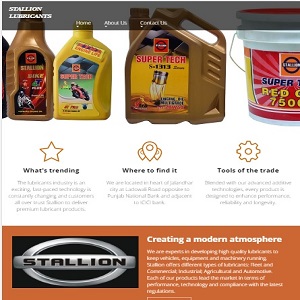 STALLION
LUBRICANTS
Home
About Us
Contact Us
STALLION
SUPER TECH
S-1313
STALLION
SUPER TECH
S-1313
STALLION
SUPER T
RED G
7500
What's trending
Where to find it
Tools of the trade
The lubricants industry is an
exciting, fast-paced technology is
constantly changing and customers
all over trust Stallion to deliver
premium lubricant products.
We are located in heart of Jalandhar
city at Ladowali Road opposite to
Punjab National Bank and adjacent
to UCO bank.
Blended with our advanced additive
technologies, every product is
designed to enhance performance,
reliability and longevity.
Creating a modern atmosphere
We are experts in developing high quality lubricants to
keep vehicles, equipment and machinery running.
Stallion offers different types of lubricants: Fleet and
Commercial; Industrial; Agricultural and Automotive.
Each of our products lead the market in terms of
performance, technology and compliance with the latest
regulations.
STALLION